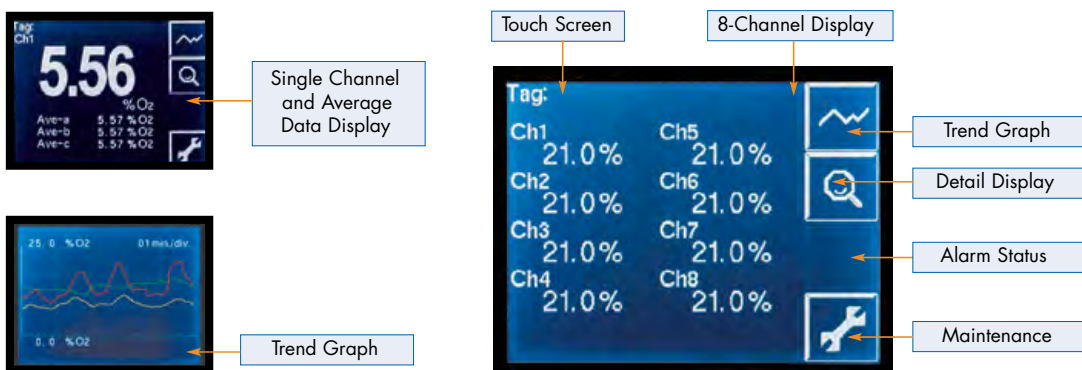 Tag:
Ch1
5.56
%O2
Ave-a 5.57 %O2
Ave-b 5.57 %O2
Ave-c 5.57 %O2
Single Channel
and Average
Data Display
25.0 %O2 01min/div.
0.0 %O2
Trend Graph
Touch Screen
8-Channel Display
Tag:
Ch1 Ch5
21.0% 21.0%
Ch2 Ch6
21.0% 21.0%
Ch3 Ch7
21.0% 21.0%
Ch4 Ch8
21.0% 21.0%
Trend Graph
Detail Display
Alarm Status
Maintenance